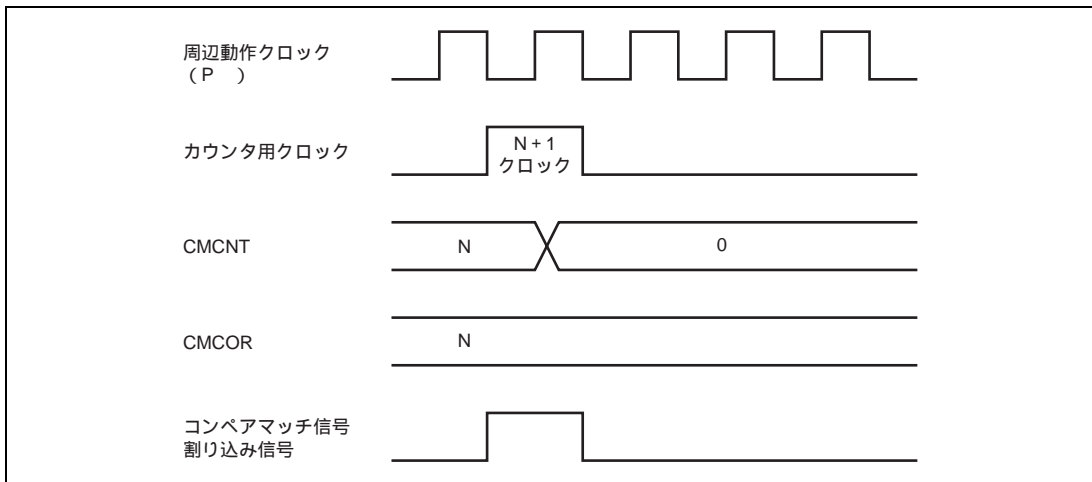 周辺動作クロック
（P　）
カウンタ用クロック
N + 1
クロック
CMCNT
N
0
CMCOR
N
コンペアマッチ信号
割り込み信号